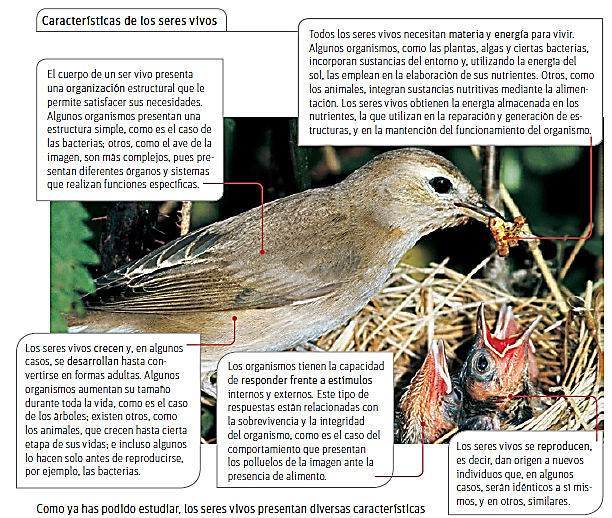 Características de los seres vivos
Todos los seres vivos necesitan materia y energía para vivir.
Algunos organismos, como las plantas, algas y ciertas bacterias,
incorporan sustancias del entorno y, utilizando la energía del
sol, las emplean en la elaboración de sus nutrientes. Otros, como
los animales, integran sustancias nutritivas mediante la alimen-
tación. Los seres vivos obtienen la energía almacenada en los
nutrientes, la que utilizan en la reparación y generación de es-
tructuras, y en la mantención del funcionamiento del organismo.
El cuerpo de un ser vivo presenta
una organización estructural que le
permite satisfacer sus necesidades.
Algunos organismos presentan una
estructura simple, como es el caso de
las bacterias; otros, como el ave de la
imagen, son más complejos, pues pre-
sentan diferentes órganos y sistemas
que realizan funciones específicas.
Los seres vivos crecen y, en algunos
casos, se desarrollan hasta con-
vertirse en formas adultas. Algunos
organismos aumentan su tamaño
durante toda la vida, como es el caso
de los árboles; existen otros, como
los animales, que crecen hasta cierta
etapa de sus vidas; e incluso algunos
lo hacen solo antes de reproducirse,
por ejemplo, las bacterias.
Los organismos tienen la capacidad
de responder frente a estímulos
internos y externos. Este tipo de
respuestas están relacionadas con
la sobrevivencia y la integridad
del organismo, como es el caso del
comportamiento que presentan
los polluelos de la imagen ante la
presencia de alimento.
Los seres vivos se reproducen,
es decir, dan origen a nuevos
individuos que, en algunos
casos, serán idénticos a sí mis-
mos, y en otros, similares.
Como ya has podido estudiar, los seres vivos presentan diversas características